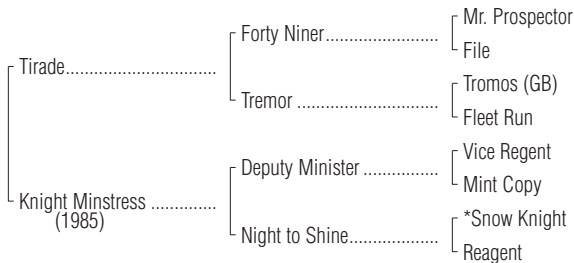 Mr. Prospector
Forty Niner..........................
File
Tirade...................................
Tromos (GB)
Tremor .................................
Fleet Run
Vice Regent
Deputy Minister ..................
Mint Copy
Knight Minstress ...............
(1985)
*Snow Knight
Night to Shine.....................
Reagent